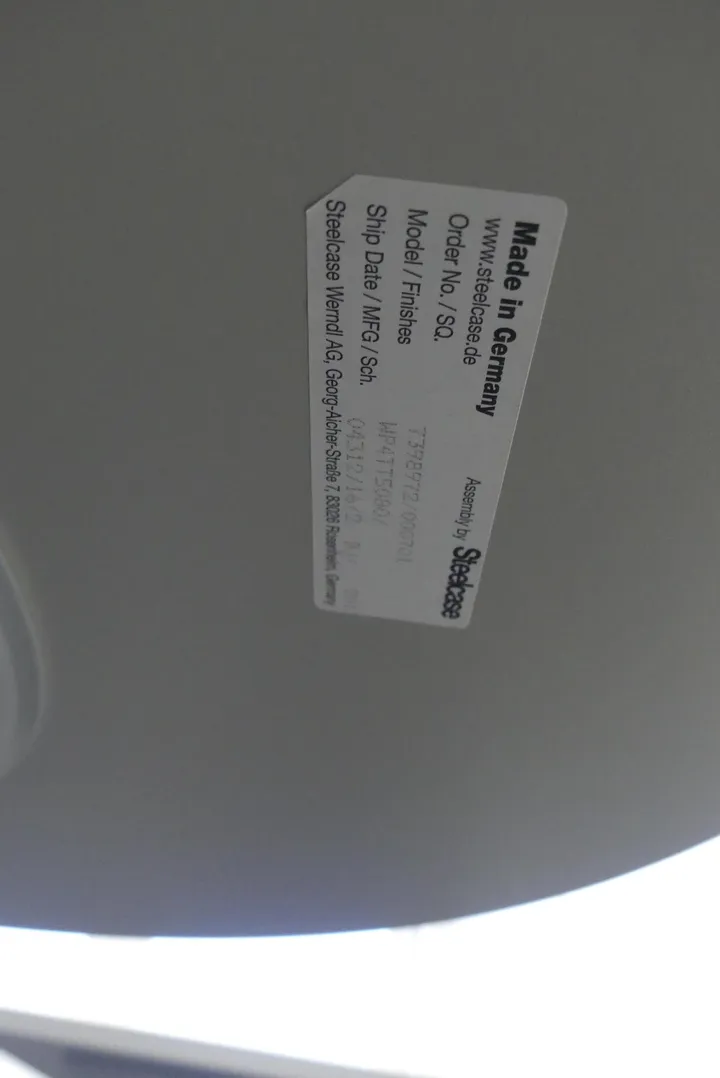 Made in Germany
www.steelcase.de
Assembly by Steelcase
Order No. / SQ.
Model / Finishes
Ship Date / MFG / Sch.
Steelcase Werndl AG, Georg-Aicher-Straße 7, 83026 Rosenheim, Germany